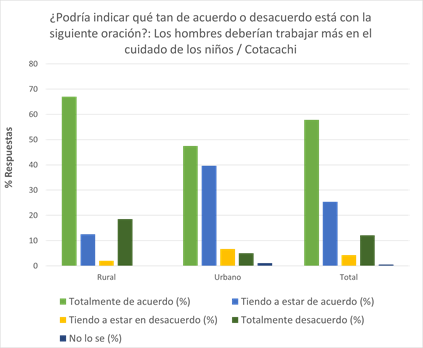 ¿Podría indicar qué tan de acuerdo o desacuerdo está con la
siguiente oración?: Los hombres deberían trabajar más en el
cuidado de los niños / Cotacachi
% Respuestas
80
70
60
50
40
30
20
10
0
Rural
Urbano
Total
Totalmente de acuerdo (%)
Tiendo a estar de acuerdo (%)
Tiendo a estar en desacuerdo (%)
Totalmente desacuerdo (%)
No lo se (%)